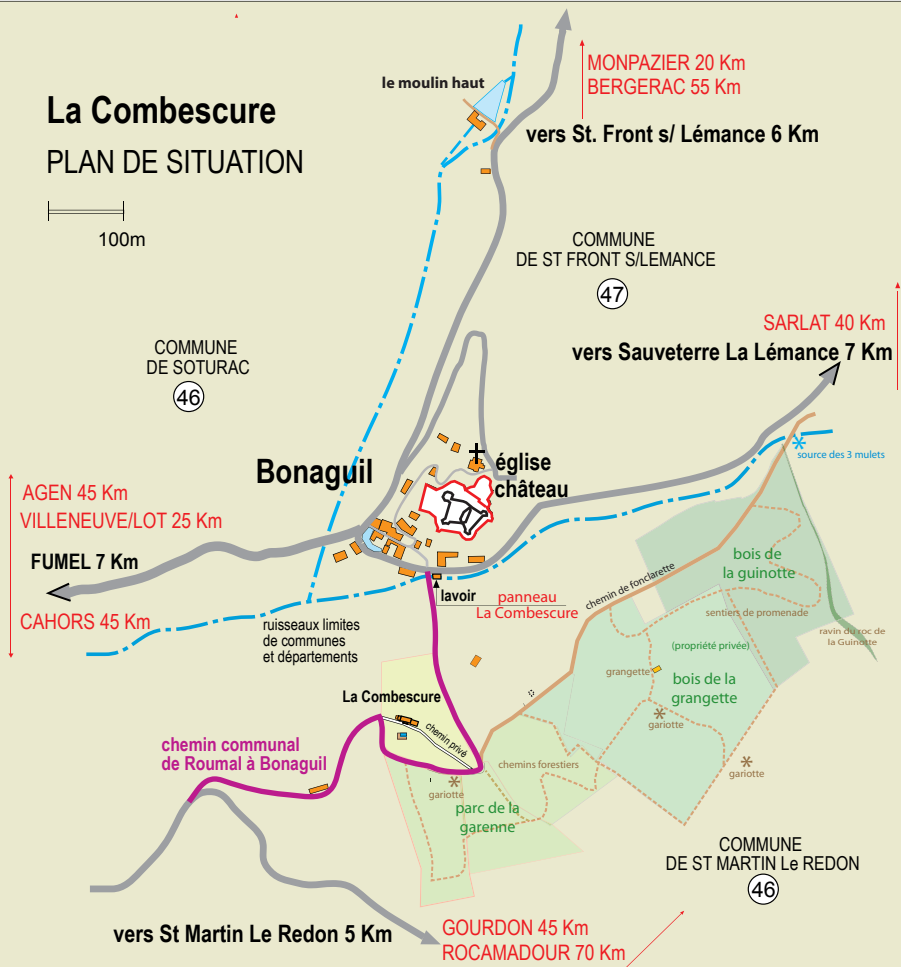 La Combescure
PLAN DE SITUATION
100m
le moulin haut
MONPAZIER 20 Km
BERGERAC 55 Km
vers St. Front s/ Lémance 6 Km
COMMUNE
DE ST FRONT S/LEMANCE
47
SARLAT 40 Km
vers Sauveterre La Lémance 7 Km
COMMUNE
DE SOTURAC
46
Bonaguil
église
château
source des 3 mulets
AGEN 45 Km
VILLENEUVE/LOT 25 Km
FUMEL 7 Km
CAHORS 45 Km
bois de
la guinotte
chemin de fonclarette
lavoir
panneau
La Combescure
sentiers de promenade
ruisseaux limites
de communes
et départements
ravin du roc de
la Guinotte
(propriété privée)
grangette
bois de la
grangette
La Combescure
chemin privé
gariotte
chemin communal
de Roumal à Bonaguil
chemins forestiers
gariotte
gariotte
parc de la
garenne
COMMUNE
DE ST MARTIN Le REDON
46
vers St Martin Le Redon 5 Km
GOURDON 45 Km
ROCAMADOUR 70 Km